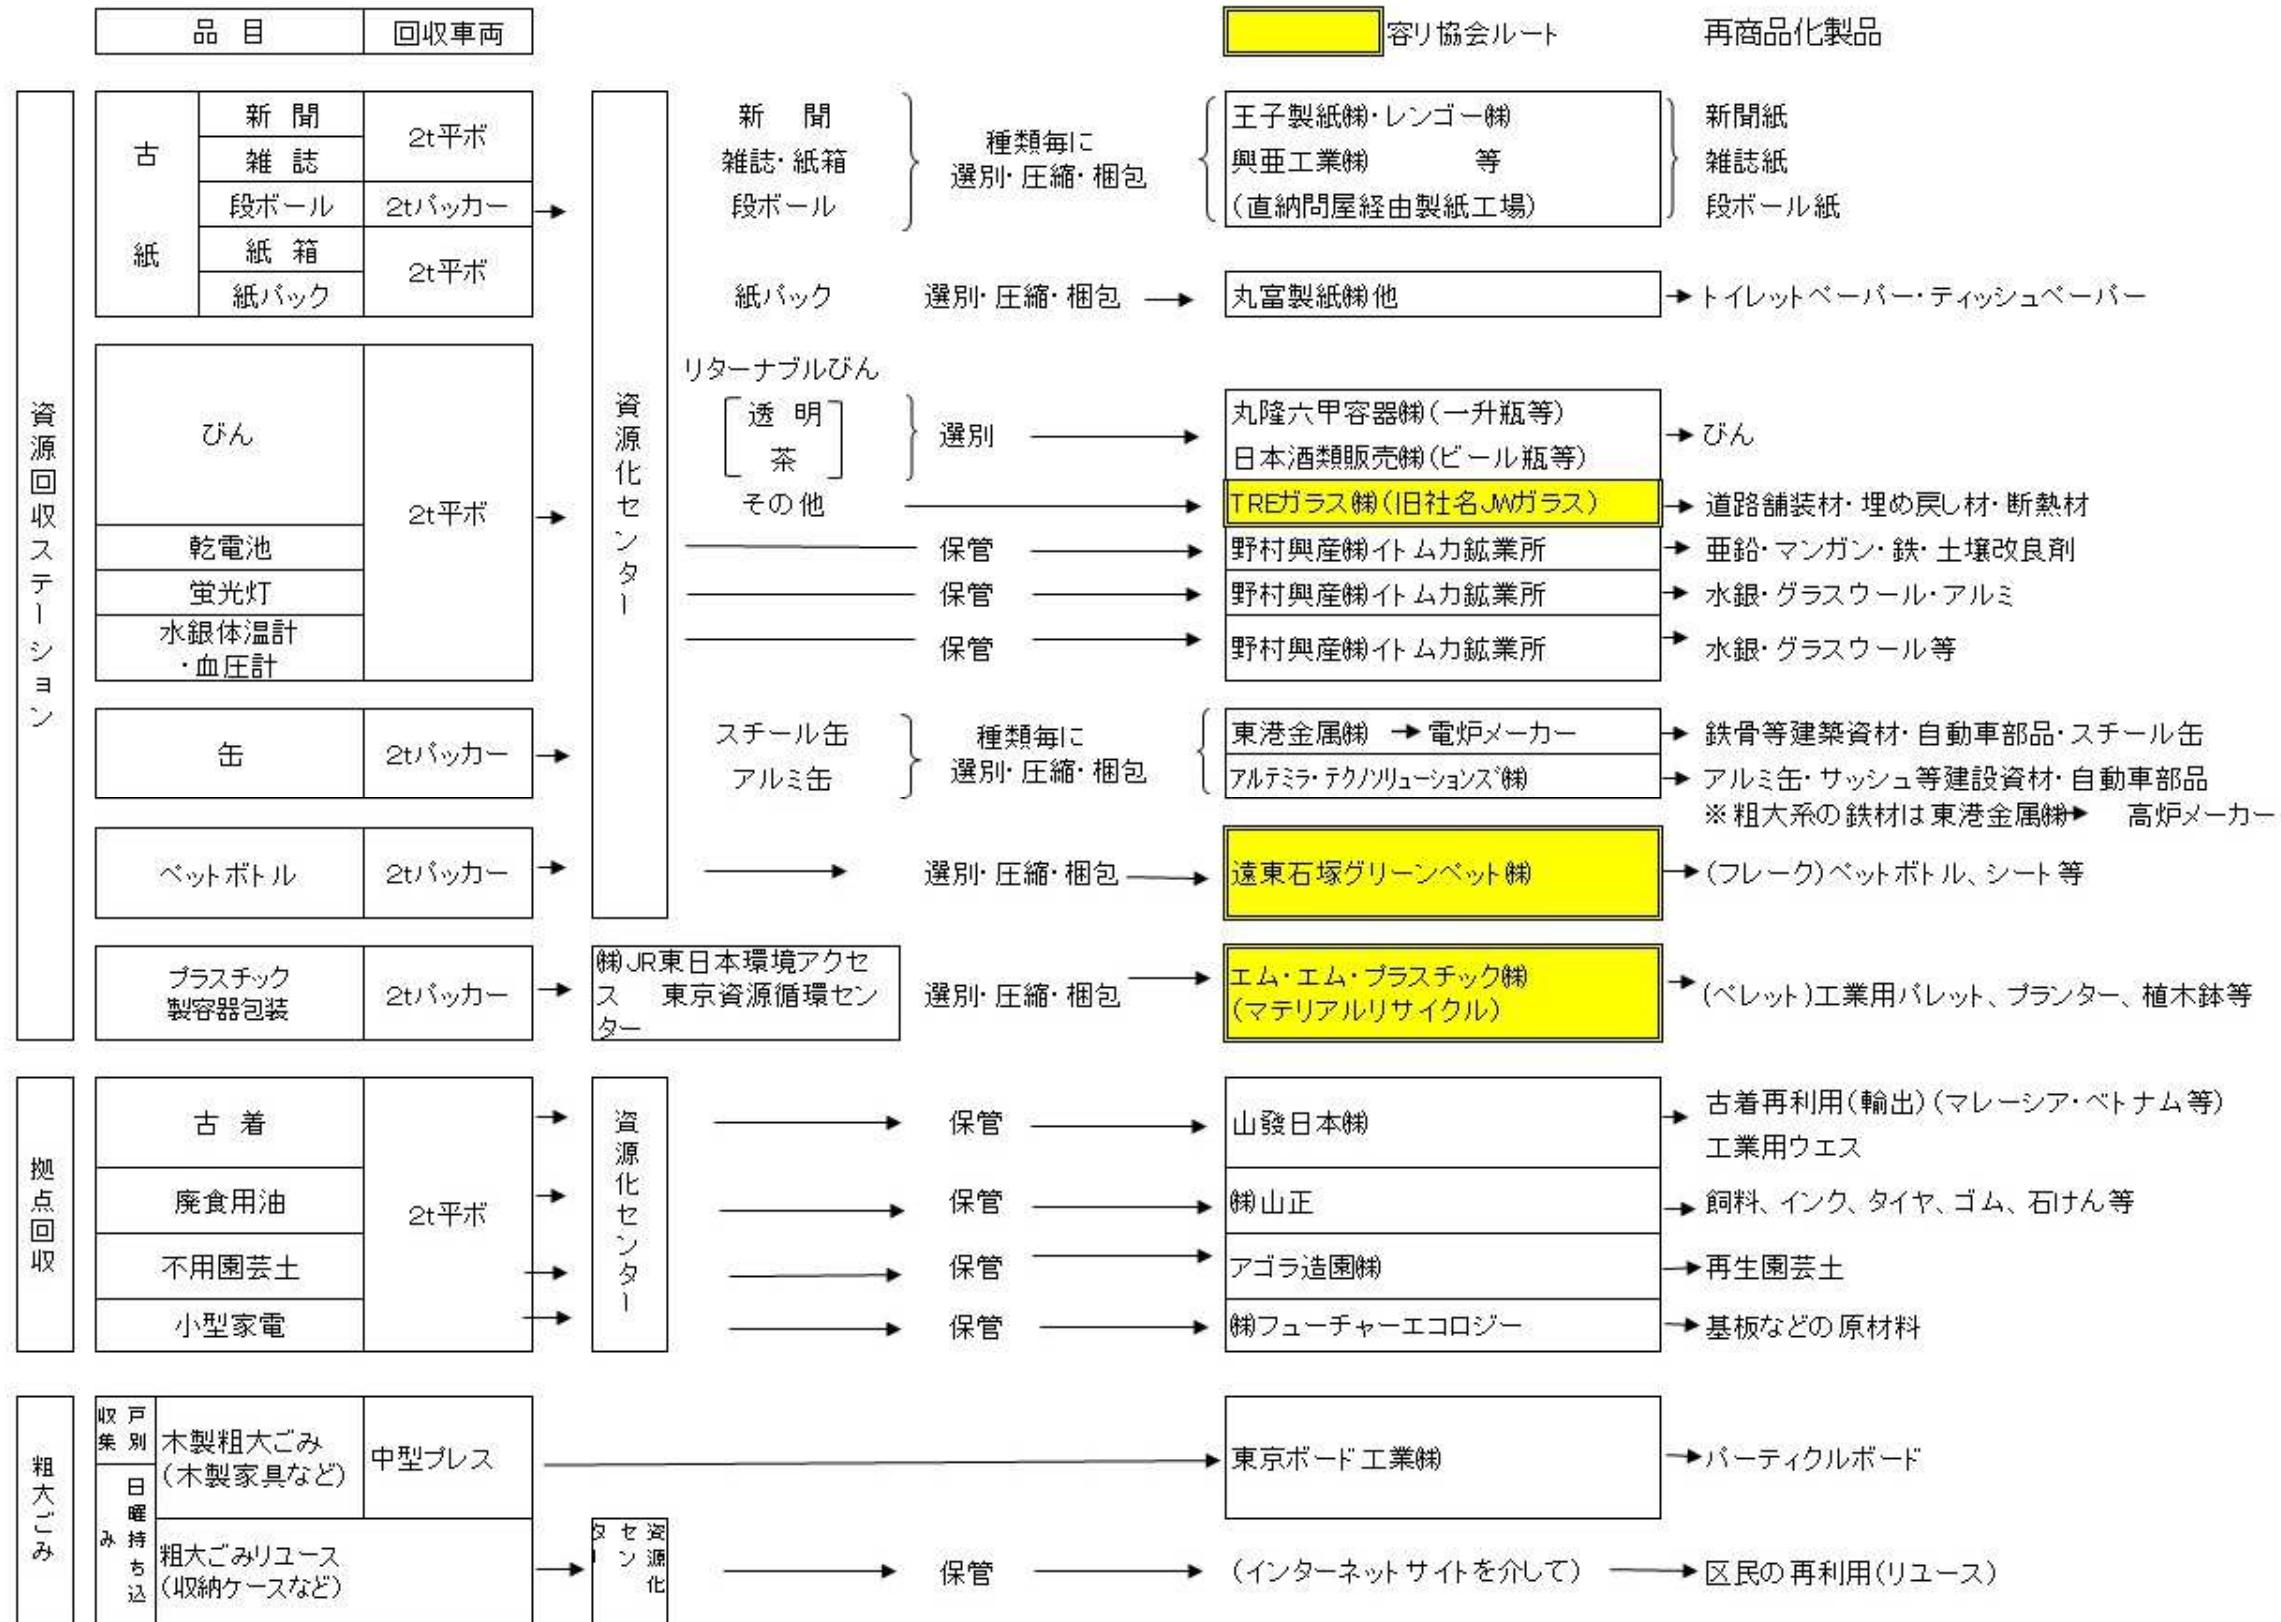 品 目 回収車両 容リ協会ルート 再商品化製品
資源回収ステーション
古紙
新 聞
雑 誌
2t平ボ
段ボール 2tパッカー
紙 箱
紙パック
2t平ボ
資源化センター
新 聞
雑誌・紙箱
段ボール
種類毎に
選別・圧縮・梱包
王子製紙㈱・レンゴー㈱
興亜工業㈱ 等
(直納問屋経由製紙工場)
新聞紙
雑誌紙
段ボール紙
紙パック 選別・圧縮・梱包 丸富製紙㈱他 トイレットペーパー・ティッシュペーパー
びん
2t平ボ
リターナブルびん
透 明
茶
選別
丸隆六甲容器㈱(一升瓶等)
日本酒類販売㈱(ビール瓶等)
びん
その他 TREガラス㈱(旧社名JWガラス) 道路舗装材・埋め戻し材・断熱材
乾電池 保管 野村興産㈱イトムカ鉱業所 亜鉛・マンガン・鉄・土壌改良剤
蛍光灯 保管 野村興産㈱イトムカ鉱業所 水銀・グラスウール・アルミ
水銀体温計
・血圧計
保管 野村興産㈱イトムカ鉱業所 水銀・グラスウール等
缶 2tパッカー
スチール缶
アルミ缶
種類毎に
選別・圧縮・梱包
東港金属㈱ → 電炉メーカー 鉄骨等建築資材・自動車部品・スチール缶
アルテミラ・テクノソリューションズ㈱ アルミ缶・サッシュ等建設資材・自動車部品
※粗大系の鉄材は東港金属㈱→ 高炉メーカー
ペットボトル 2tパッカー 選別・圧縮・梱包 遠東石塚グリーンペット㈱ (フレーク)ペットボトル、シート等
プラスチック
製容器包装
2tパッカー
㈱JR東日本環境アクセ
ス 東京資源循環セン
ター
選別・圧縮・梱包
エム・エム・プラスチック㈱
(マテリアルリサイクル)
(ペレット)工業用パレット、プランター、植木鉢等
拠点回収
古 着
2t平ボ
資源化センター
保管 山發日本㈱
古着再利用(輸出)(マレーシア・ベトナム等)
工業用ウエス
廃食用油 保管 ㈱山正 飼料、インク、タイヤ、ゴム、石けん等
不用園芸土 保管 アゴラ造園㈱ 再生園芸土
小型家電 保管 ㈱フューチャーエコロジー 基板などの原材料
粗大ごみ
戸別
収集
日曜持ち込
み
木製粗大ごみ
(木製家具など)
中型プレス 東京ボード工業㈱ パーティクルボード
粗大ごみリユース
(収納ケースなど)
資源化
セン
ター
保管 (インターネットサイトを介して) 区民の再利用(リユース)